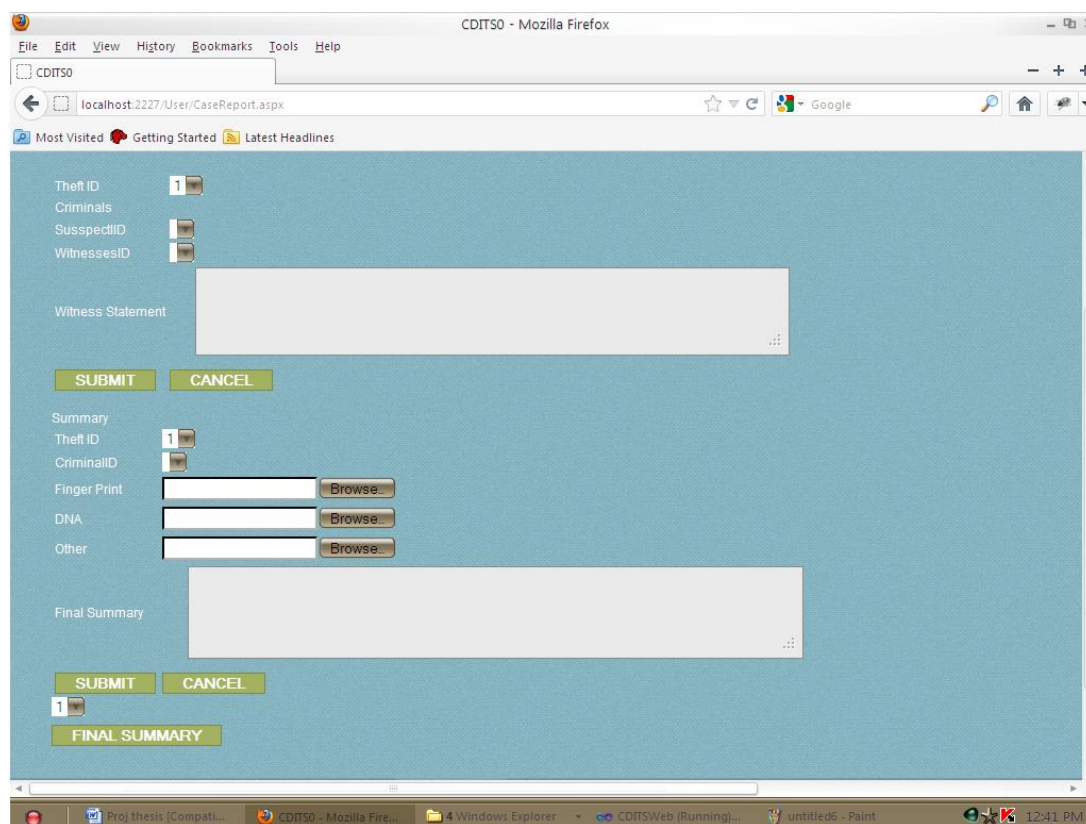 CDITS0 - Mozilla Firefox
File Edit View History Bookmarks Tools Help
CDITS0
localhost:2227/User/CaseReport.aspx Google
Most Visited Getting Started Latest Headlines
Theft ID 1
Criminals
SusspectIID
WitnessesID
Witness Statement
SUBMIT CANCEL
Summary
Theft ID 1
CriminalID
Finger Print Browse..
DNA Browse..
Other Browse..
Final Summary
SUBMIT CANCEL
1
FINAL SUMMARY
Proj thesis [Compati... CDITS0 - Mozilla Fire... 4 Windows Explorer CDITSWeb (Running)... untitled6 - Paint 12:41 PM